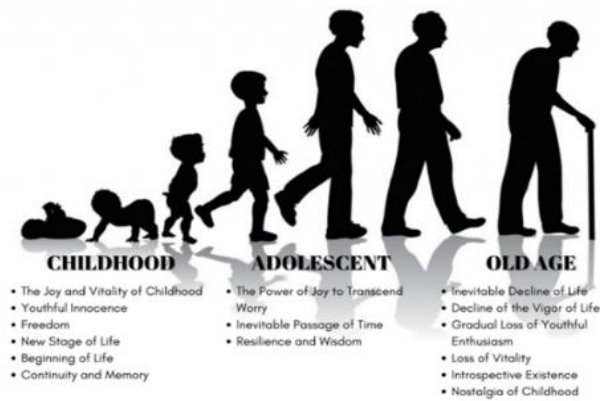 CHILDHOOD
• The Joy and Vitality of Childhood
• Youthful Innocence
• Freedom
• New Stage of Life
• Beginning of Life
• Continuity and Memory
ADOLESCENT
• The Power of Joy to Transcend
Worry
• Inevitable Passage of Time
• Resilience and Wisdom
OLD AGE
• Inevitable Decline of Life
• Decline of the Vigor of Life
• Gradual Loss of Youthful
Enthusiasm
• Loss of Vitality
• Introspective Existence
• Nostalgia of Childhood